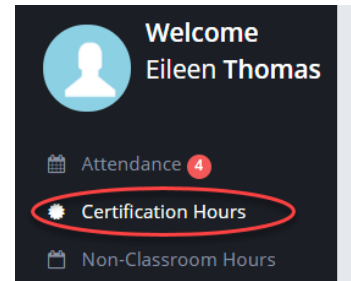 Welcome
Eileen Thomas
Attendance 4
Certification Hours
Non-Classroom Hours